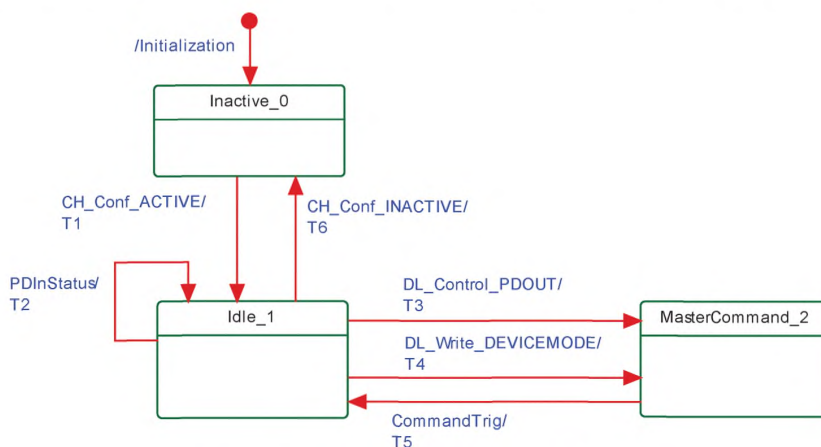 /Initialization
Inactive_0
CH_Conf_ACTIVE/
T1
CH_Conf_INACTIVE/
T6
PDInStatus/
T2
Idle_1
DL_Control_PDOUT/
T3
MasterCommand_2
DL_Write_DEVICEMODE/
T4
CommandTrig/
T5